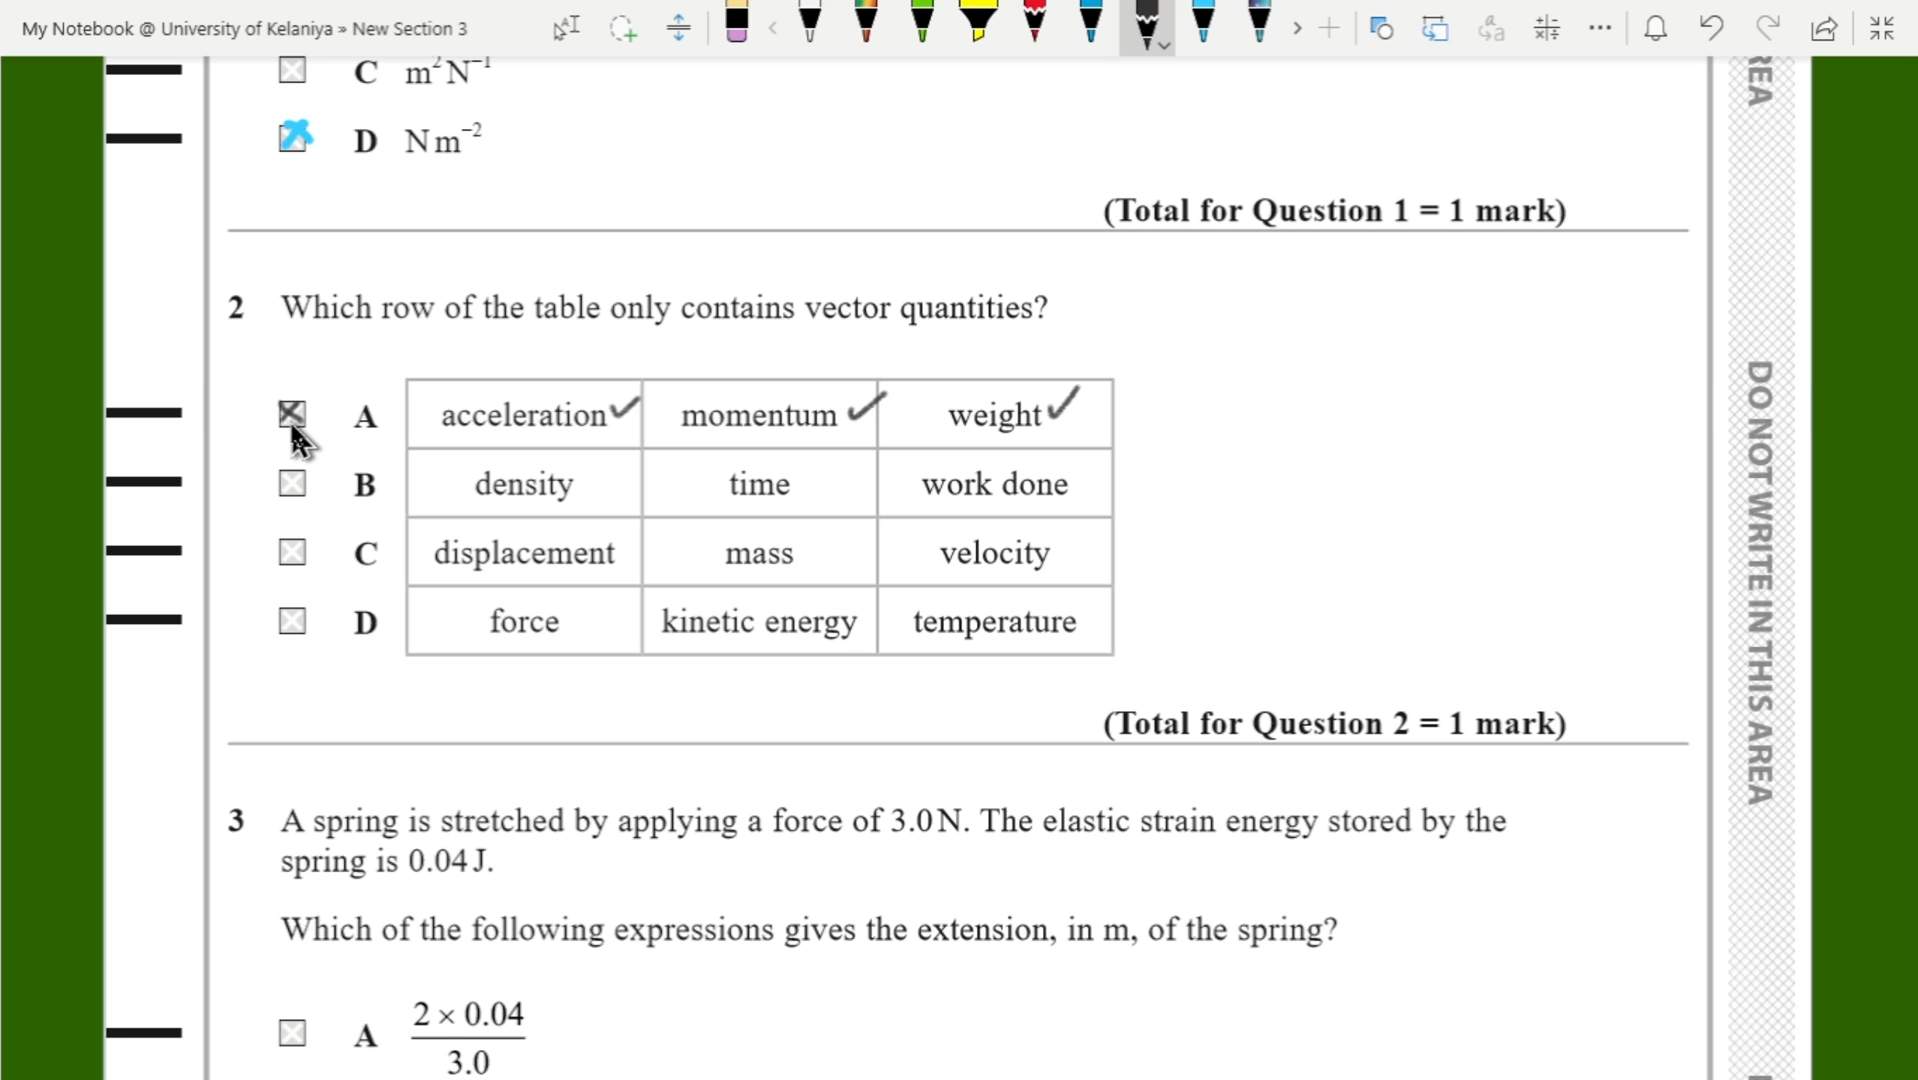 My Notebook @ University of Kelaniya » New Section 3
C m²N⁻¹
D N m⁻²
(Total for Question 1 = 1 mark)
2 Which row of the table only contains vector quantities?
A acceleration momentum weight
B density time work done
C displacement mass velocity
D force kinetic energy temperature
(Total for Question 2 = 1 mark)
3 A spring is stretched by applying a force of 3.0 N. The elastic strain energy stored by the
spring is 0.04 J.
Which of the following expressions gives the extension, in m, of the spring?
A 2 × 0.04
3.0
REA
DO NOT WRITE IN THIS AREA